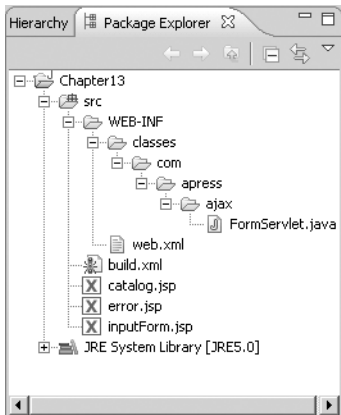 Hierarchy Package Explorer
Chapter13
src
WEB-INF
classes
com
apress
ajax
FormServlet.java
web.xml
build.xml
catalog.jsp
error.jsp
inputForm.jsp
JRE System Library [JRE5.0]